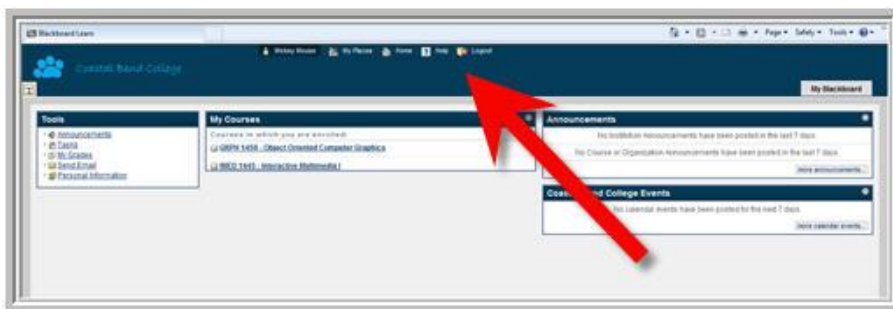 Blackboard Learn
Page Safety Tools
Mickey Mouse My Places Home Help Logout
Coastal Bend College
My Blackboard
Tools
Announcements
Tasks
My Grades
Send Email
Personal Information
My Courses
Courses in which you are enrolled:
GRPH 1458 - Object Oriented Computer Graphics
IMED 1445 - Interactive Multimedia I
Announcements
No Institution Announcements have been posted in the last 7 days.
No Course or Organization Announcements have been posted in the last 7 days.
more announcements...
College Events
No calendar events have been posted for the next 7 days.
more calendar events...